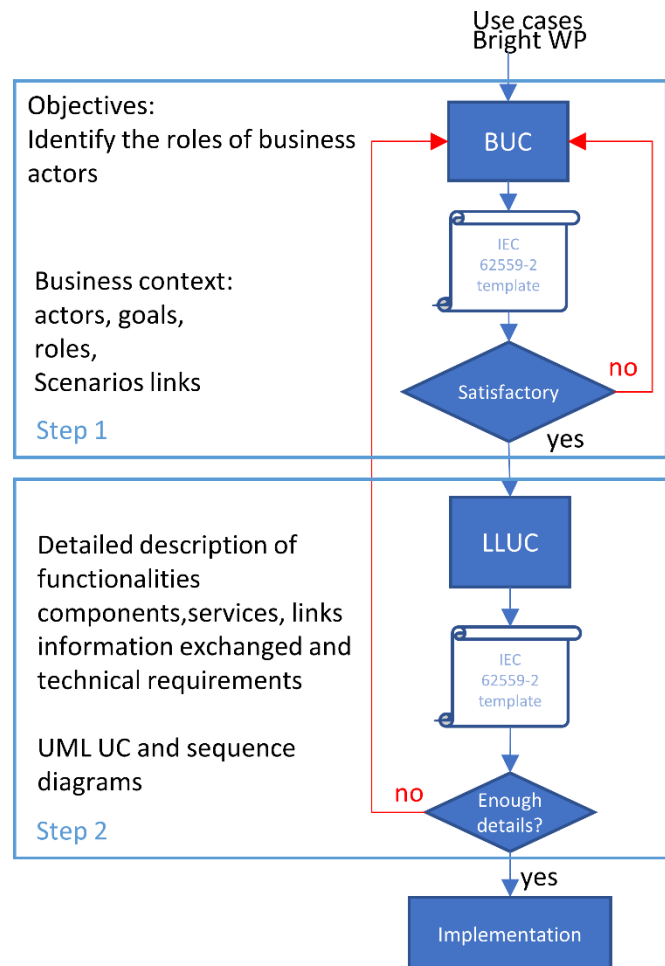 Use cases
Bright WP
Objectives:
Identify the roles of business
actors
BUC
IEC
62559-2
template
Business context:
actors, goals,
roles,
Scenarios links
no
Satisfactory
Step 1
yes
LLUC
Detailed description of
functionalities
components,services, links
information exchanged and
technical requirements
IEC
62559-2
template
UML UC and sequence
diagrams
no
Enough
details?
Step 2
yes
Implementation